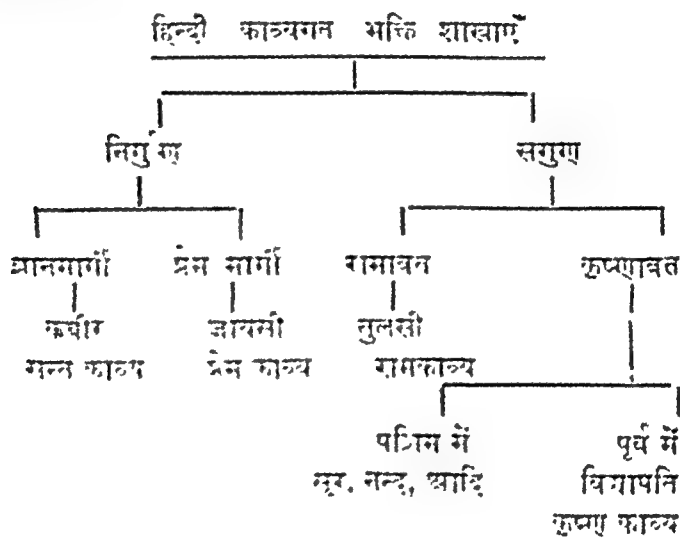 हिन्दी काव्यगत भक्ति शाखाएँ
निर्गुण सगुण
ज्ञानमार्गी प्रेम मार्गी रामावत कृष्णावत
कबीर जायसी तुलसी
सन्त काव्य प्रेम काव्य रामकाव्य
पश्चिम में पूर्व में
सूर, नन्द, आदि विद्यापति
कृष्ण काव्य